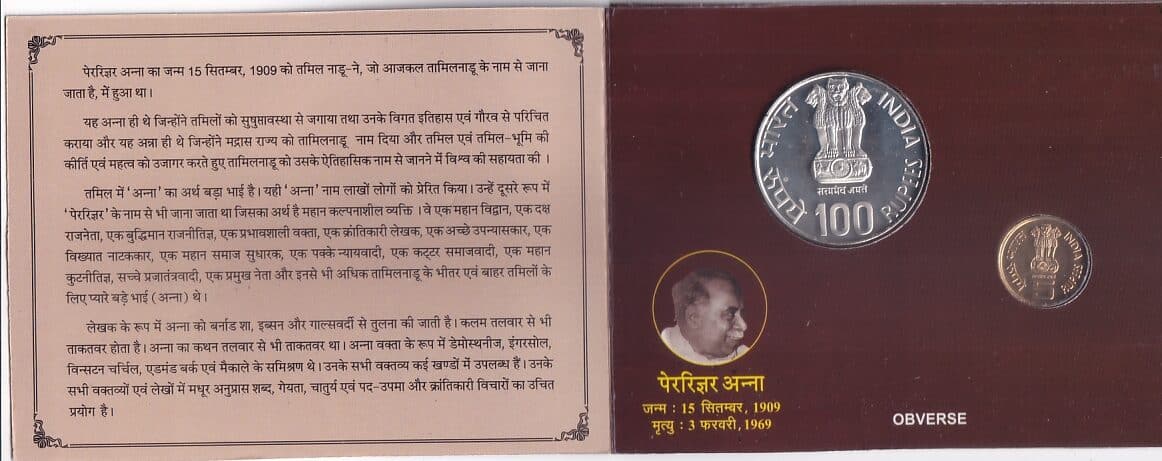 पेररिज्ञर अन्ना का जन्म 15 सितम्बर, 1909 को तमिल नाडू-ने, जो आजकल तामिलनाडू के नाम से जाना
जाता है, में हुआ था।
यह अन्ना ही थे जिन्होंने तमिलों को सुषुप्तावस्था से जगाया तथा उनके विगत इतिहास एवं गौरव से परिचित
कराया और यह अन्ना ही थे जिन्होंने मद्रास राज्य को तामिलनाडू नाम दिया और तमिल एवं तमिल-भूमि की
कीर्ति एवं महत्व को उजागर करते हुए तामिलनाडू को उसके ऐतिहासिक नाम से जानने में विश्व की सहायता की ।
तमिल में 'अन्ना' का अर्थ बड़ा भाई है। यही 'अन्ना' नाम लाखों लोगों को प्रेरित किया। उन्हें दूसरे रूप में
'पेररिज्ञर' के नाम से भी जाना जाता था जिसका अर्थ है महान कल्पनाशील व्यक्ति । वे एक महान विद्वान, एक दक्ष
राजनेता, एक बुद्धिमान राजनीतिज्ञ, एक प्रभावशाली वक्ता, एक क्रांतिकारी लेखक, एक अच्छे उपन्यासकार, एक
विख्यात नाटककार, एक महान समाज सुधारक, एक पक्के न्यायवादी, एक कट्टर समाजवादी, एक महान
कुटनीतिज्ञ, सच्चे प्रजातंत्रवादी, एक प्रमुख नेता और इनसे भी अधिक तामिलनाडू के भीतर एवं बाहर तमिलों के
लिए प्यारे बड़े भाई (अन्ना) थे।
लेखक के रूप में अन्ना को बर्नाड शा, इब्सन और गाल्सवर्दी से तुलना की जाती है। कलम तलवार से भी
ताकतवर होता है। अन्ना का कथन तलवार से भी ताकतवर था। अन्ना वक्ता के रूप में डेमोस्थनीज, इंगरसोल,
विन्सटन चर्चिल, एडमंड बर्क एवं मैकाले के समिश्रण थे। उनके सभी वक्तव्य कई खण्डों में उपलब्ध हैं। उनके
सभी वक्तव्यों एवं लेखों में मधूर अनुप्रास शब्द, गेयता, चातुर्य एवं पद-उपमा और क्रांतिकारी विचारों का उचित
प्रयोग है।
भारत INDIA
रूपये RUPEES
सत्यमेव जयते
100
भारत INDIA
रूपये RUPEES
5
पेररिज्ञर अन्ना
जन्म : 15 सितम्बर, 1909
मृत्यु : 3 फरवरी, 1969
OBVERSE